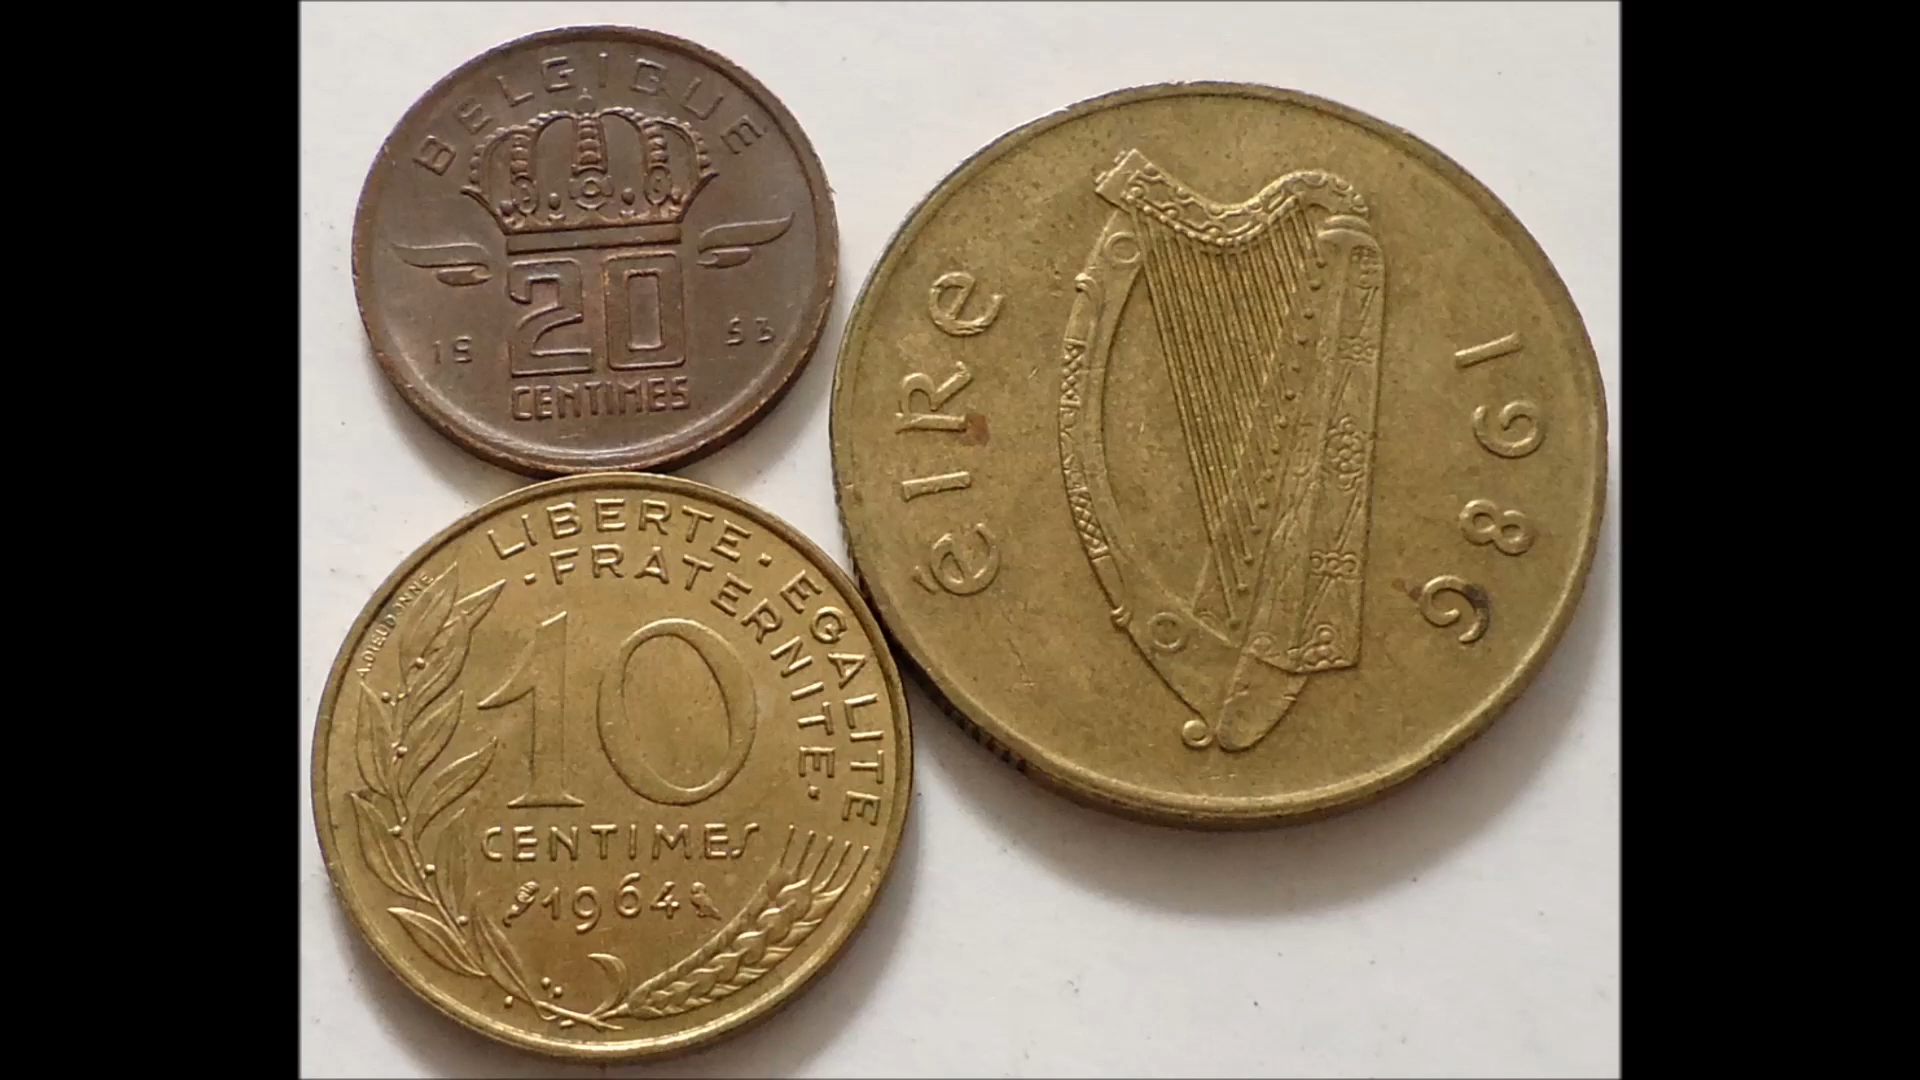 BELGIQUE
20
19 53
CENTIMES
éire
1986
LIBERTE · EGALITE
· FRATERNITE ·
A.DIEUDONNE
10
CENTIMES
1964